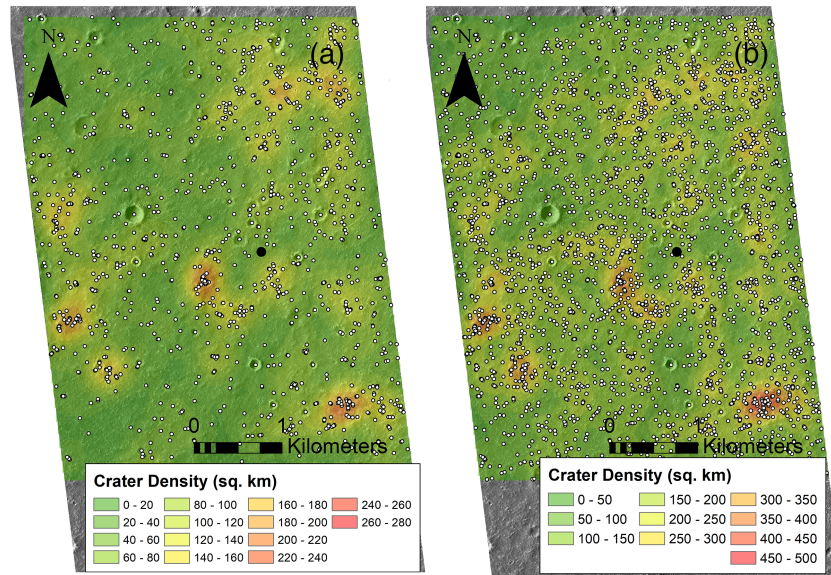 N
(a)
0 1
Kilometers
Crater Density (sq. km)
0 - 20 80 - 100 160 - 180 240 - 260
20 - 40 100 - 120 180 - 200 260 - 280
40 - 60 120 - 140 200 - 220
60 - 80 140 - 160 220 - 240
N
(b)
0 1
Kilometers
Crater Density (sq. km)
0 - 50 150 - 200 300 - 350
50 - 100 200 - 250 350 - 400
100 - 150 250 - 300 400 - 450
450 - 500